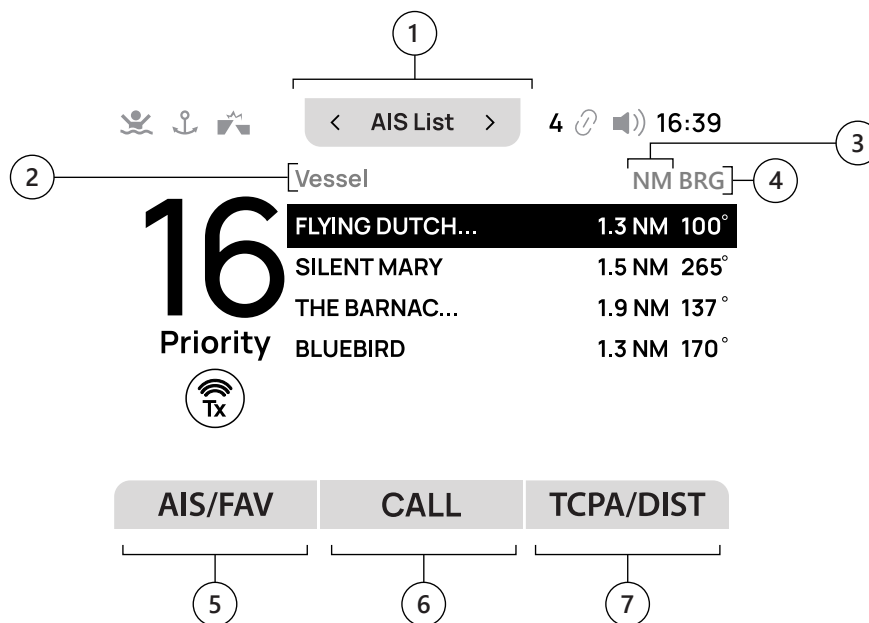 1
< AIS List >
4 16:39
3
2
Vessel
NM BRG
4
16
FLYING DUTCH... 1.3 NM 100°
SILENT MARY 1.5 NM 265°
THE BARNAC... 1.9 NM 137°
Priority
BLUEBIRD 1.3 NM 170°
Tx
AIS/FAV CALL TCPA/DIST
5 6 7